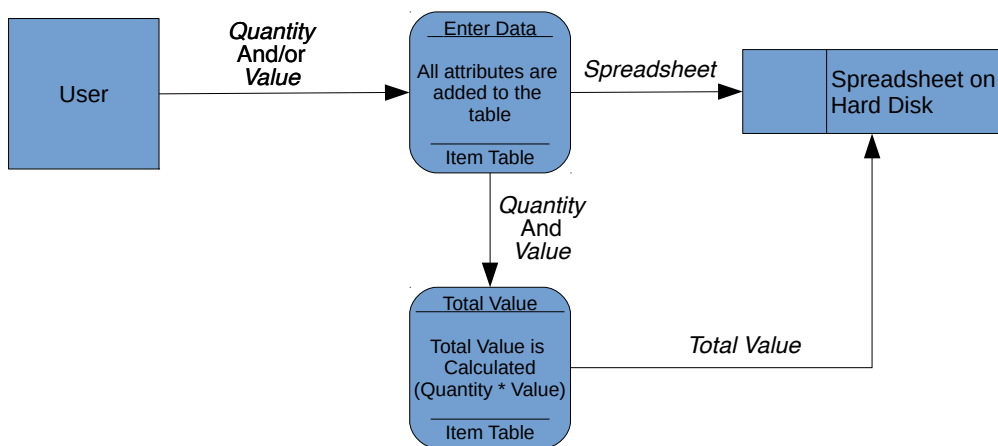 User
Quantity
And/or
Value
Enter Data
All attributes are
added to the
table
Item Table
Spreadsheet
Spreadsheet on
Hard Disk
Quantity
And
Value
Total Value
Total Value is
Calculated
(Quantity * Value)
Item Table
Total Value